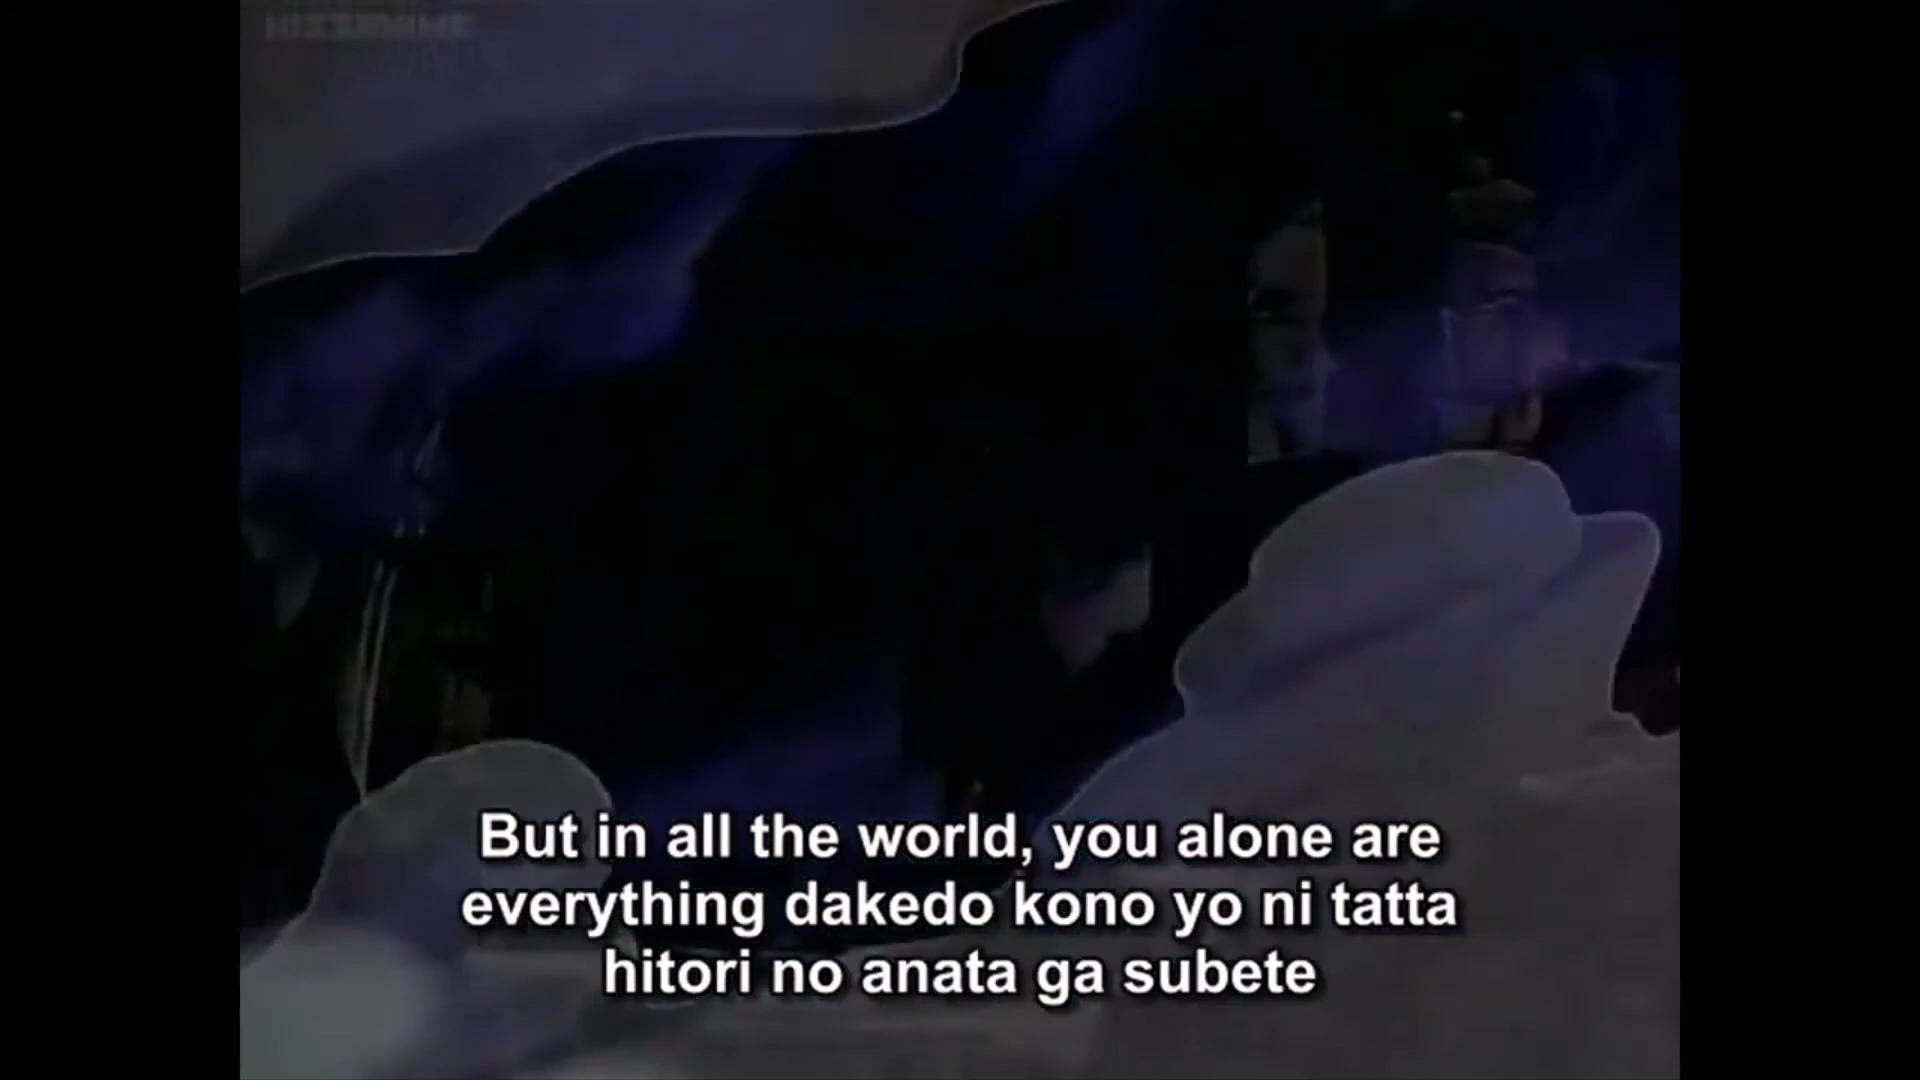 But in all the world, you alone are
everything dakedo kono yo ni tatta
hitori no anata ga subete